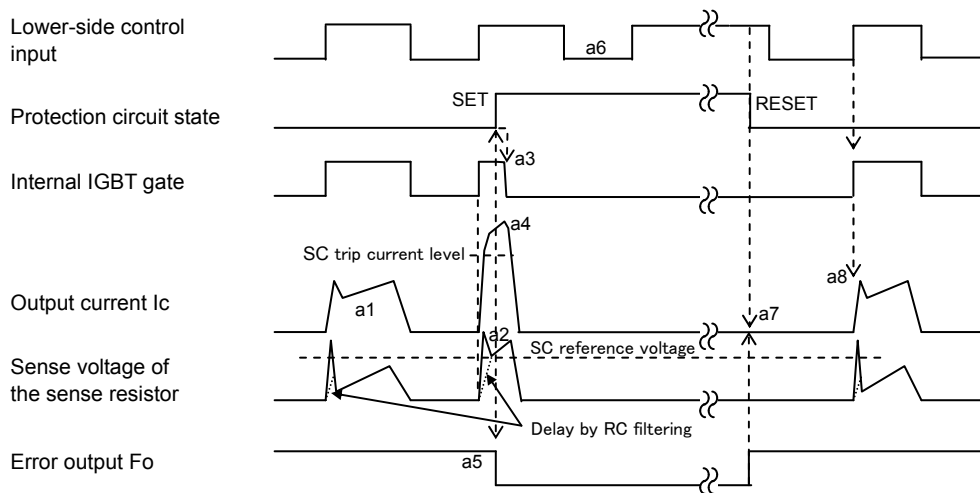 Lower-side control
input
a6
SET
RESET
Protection circuit state
a3
Internal IGBT gate
a4
SC trip current level
a8
Output current Ic
a1
a7
a2
SC reference voltage
Sense voltage of
the sense resistor
Delay by RC filtering
Error output Fo
a5